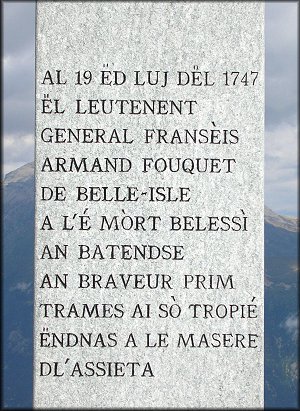 AL 19 ËD LUJ DËL 1747
ËL LEUTENENT
GENERAL FRANSÈIS
ARMAND FOUQUET
DE BELLE-ISLE
A L'É MÒRT BELESSÌ
AN BATENDSE
AN BRAVEUR PRIM
TRAMES AI SÒ TROPIÉ
ËNDNAS A LE MASERE
DL'ASSIETA